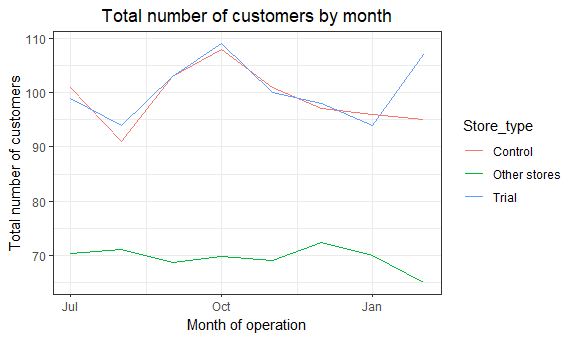 Total number of customers by month
Total number of customers
110
100
90
80
70
Jul
Oct
Jan
Month of operation
Store_type
Control
Other stores
Trial